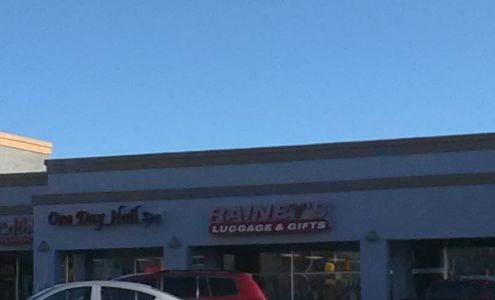 One Day Nail Spa
RAINEY'S
LUGGAGE & GIFTS